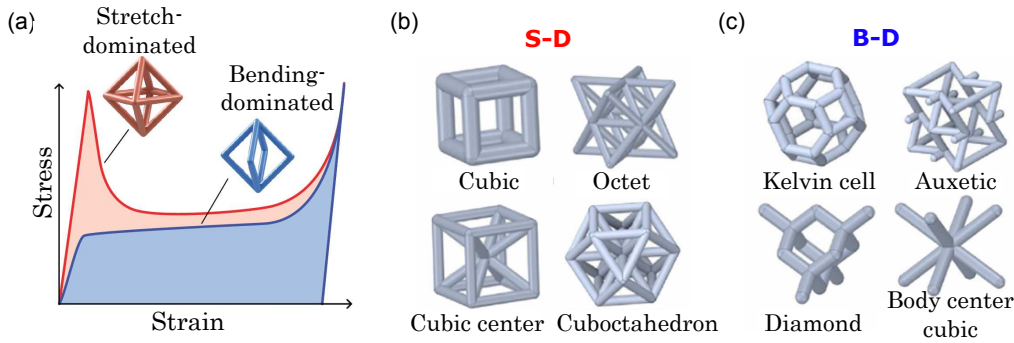 (a)
Stretch-
dominated
Bending-
dominated
Stress
Strain
(b)
S-D
Cubic
Octet
Cubic center
Cuboctahedron
(c)
B-D
Kelvin cell
Auxetic
Diamond
Body center
cubic